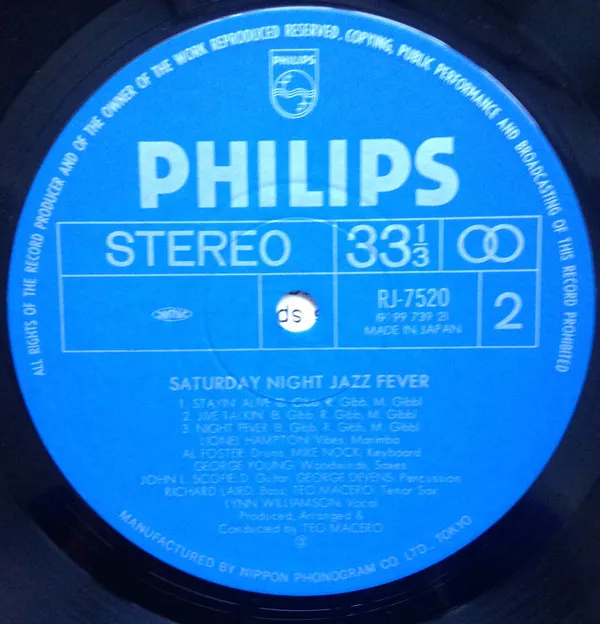 ALL RIGHTS OF THE RECORD PRODUCER AND OF THE OWNER OF THE WORK REPRODUCED RESERVED. COPYING, PUBLIC PERFORMANCE AND BROADCASTING OF THIS RECORD PROHIBITED
PHILIPS
PHILIPS
STEREO
33 1/3
ds
RJ-7520
MADE IN JAPAN
2
SATURDAY NIGHT JAZZ FEVER
1. STAYIN' ALIVE (B. Gibb, R. Gibb, M. Gibb)
2. JIVE TALKIN' (B. Gibb, R. Gibb, M. Gibb)
3. NIGHT FEVER (B. Gibb, R. Gibb, M. Gibb)
LIONEL HAMPTON: Vibes, Marimba
AL FOSTER: Drums, MIKE NOCK: Keyboard
GEORGE YOUNG: Woodwinds, Saxes
JOHN L. SCOFIELD: Guitar, GEORGE DEVENS: Percussion
RICHARD LAIRD: Bass, TEO MACERO: Tenor Sax
LYNN WILLIAMSON: Vocal
Produced, Arranged &
Conducted by TEO MACERO
Ⓟ
MANUFACTURED BY NIPPON PHONOGRAM CO. LTD., TOKYO